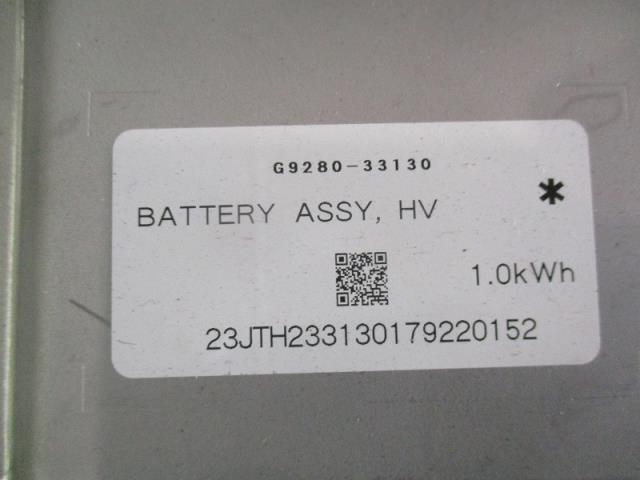 G9280-33130
*
BATTERY ASSY, HV
1.0kWh
23JTH233130179220152